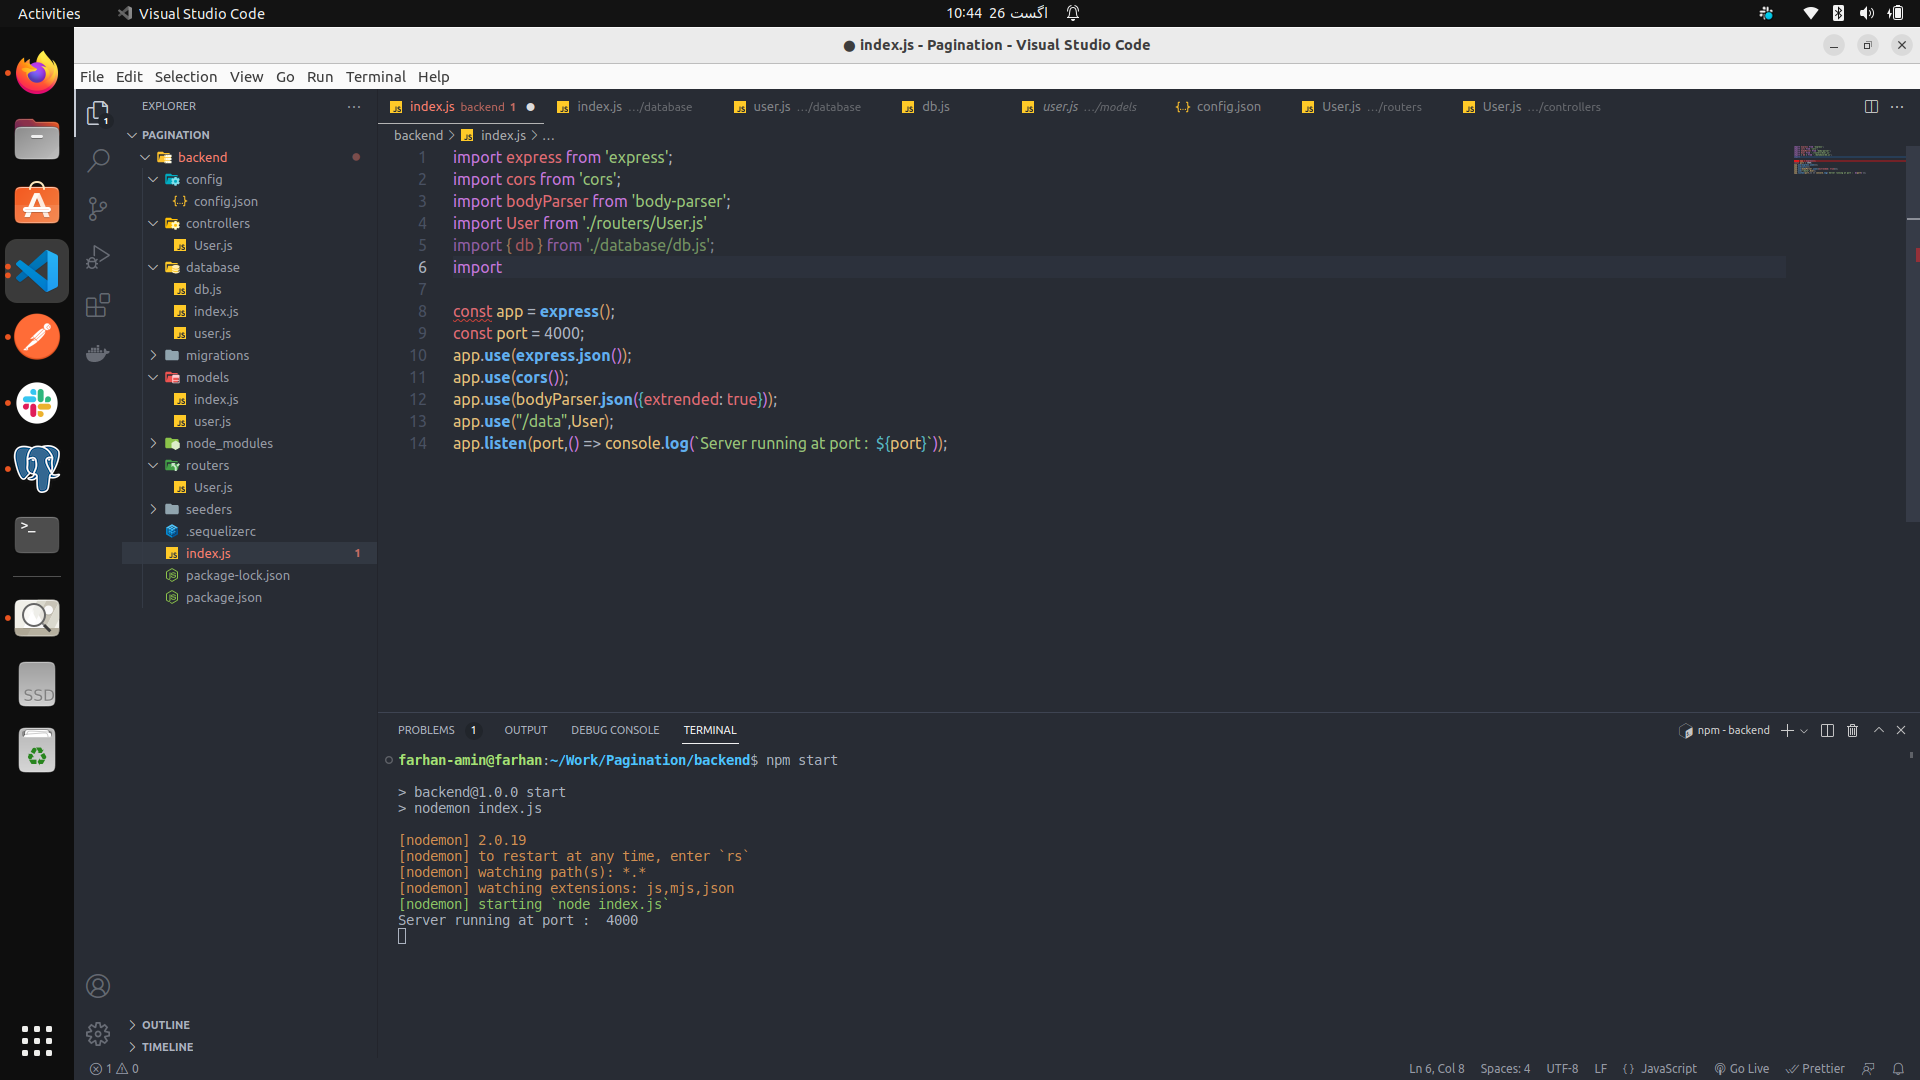 Activities
Visual Studio Code
10:44 26 اگست
● index.js - Pagination - Visual Studio Code
File Edit Selection View Go Run Terminal Help
EXPLORER
index.js backend 1
index.js .../database
user.js .../database
db.js
user.js .../models
config.json
User.js .../routers
User.js .../controllers
PAGINATION
backend
config
config.json
controllers
User.js
database
db.js
index.js
user.js
migrations
models
index.js
user.js
node_modules
routers
User.js
seeders
.sequelizerc
index.js 1
package-lock.json
package.json
OUTLINE
TIMELINE
backend > index.js > ...
1 import express from 'express';
2 import cors from 'cors';
3 import bodyParser from 'body-parser';
4 import User from './routers/User.js'
5 import { db } from './database/db.js';
6 import
7
8 const app = express();
9 const port = 4000;
10 app.use(express.json());
11 app.use(cors());
12 app.use(bodyParser.json({extrended: true}));
13 app.use("/data",User);
14 app.listen(port,() => console.log(`Server running at port :  ${port}`));
PROBLEMS 1 OUTPUT DEBUG CONSOLE TERMINAL
npm - backend
farhan-amin@farhan:~/Work/Pagination/backend$ npm start
> backend@1.0.0 start
> nodemon index.js
[nodemon] 2.0.19
[nodemon] to restart at any time, enter `rs`
[nodemon] watching path(s): *.*
[nodemon] watching extensions: js,mjs,json
[nodemon] starting `node index.js`
Server running at port :  4000
SSD
1 0
Ln 6, Col 8 Spaces: 4 UTF-8 LF {} JavaScript Go Live Prettier